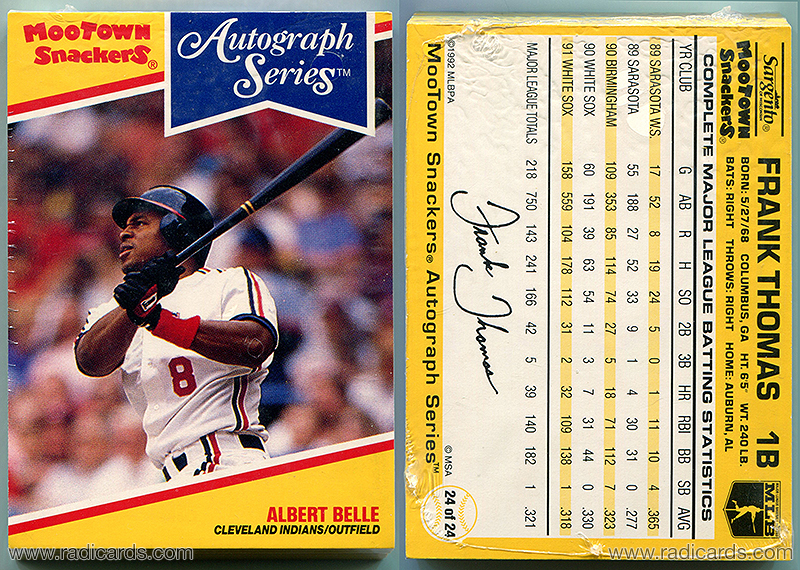 MOOTOWN
SNACKERS®
Autograph
Series™
8
ALBERT BELLE
CLEVELAND INDIANS/OUTFIELD
www.radicards.com
Sargento®
MOOTOWN
SNACKERS®
FRANK THOMAS 1B
BORN: 5/27/68 COLUMBUS, GA HT: 6'5" WT: 240 LB.
BATS: RIGHT THROWS: RIGHT HOME: AUBURN, AL
MLB
COMPLETE MAJOR LEAGUE BATTING STATISTICS
YR CLUB G AB R H SO 2B 3B HR RBI BB SB AVG
89 SARASOTA W.S. 17 52 8 19 24 5 0 1 11 10 4 .365
89 SARASOTA 55 188 27 52 33 9 1 4 30 31 0 .277
90 BIRMINGHAM 109 353 85 114 74 27 5 18 71 112 7 .323
90 WHITE SOX 60 191 39 63 54 11 3 7 31 44 0 .330
91 WHITE SOX 158 559 104 178 112 31 2 32 109 138 1 .318
MAJOR LEAGUE TOTALS 218 750 143 241 166 42 5 39 140 182 1 .321
Frank Thomas
©1992 MLBPA
© MSA
MooTown Snackers® Autograph Series™
24 of 24
www.radicards.com